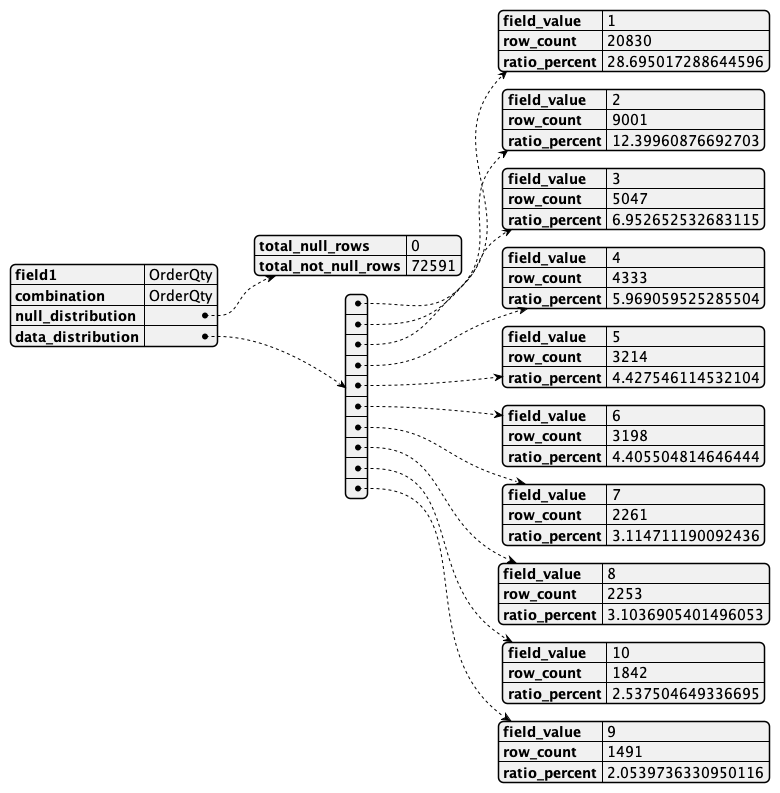 field1 OrderQty
combination OrderQty
null_distribution
data_distribution
total_null_rows 0
total_not_null_rows 72591
field_value 1
row_count 20830
ratio_percent 28.695017288644596
field_value 2
row_count 9001
ratio_percent 12.39960876692703
field_value 3
row_count 5047
ratio_percent 6.952652532683115
field_value 4
row_count 4333
ratio_percent 5.969059525285504
field_value 5
row_count 3214
ratio_percent 4.427546114532104
field_value 6
row_count 3198
ratio_percent 4.405504814646444
field_value 7
row_count 2261
ratio_percent 3.114711190092436
field_value 8
row_count 2253
ratio_percent 3.1036905401496053
field_value 10
row_count 1842
ratio_percent 2.537504649336695
field_value 9
row_count 1491
ratio_percent 2.0539736330950116